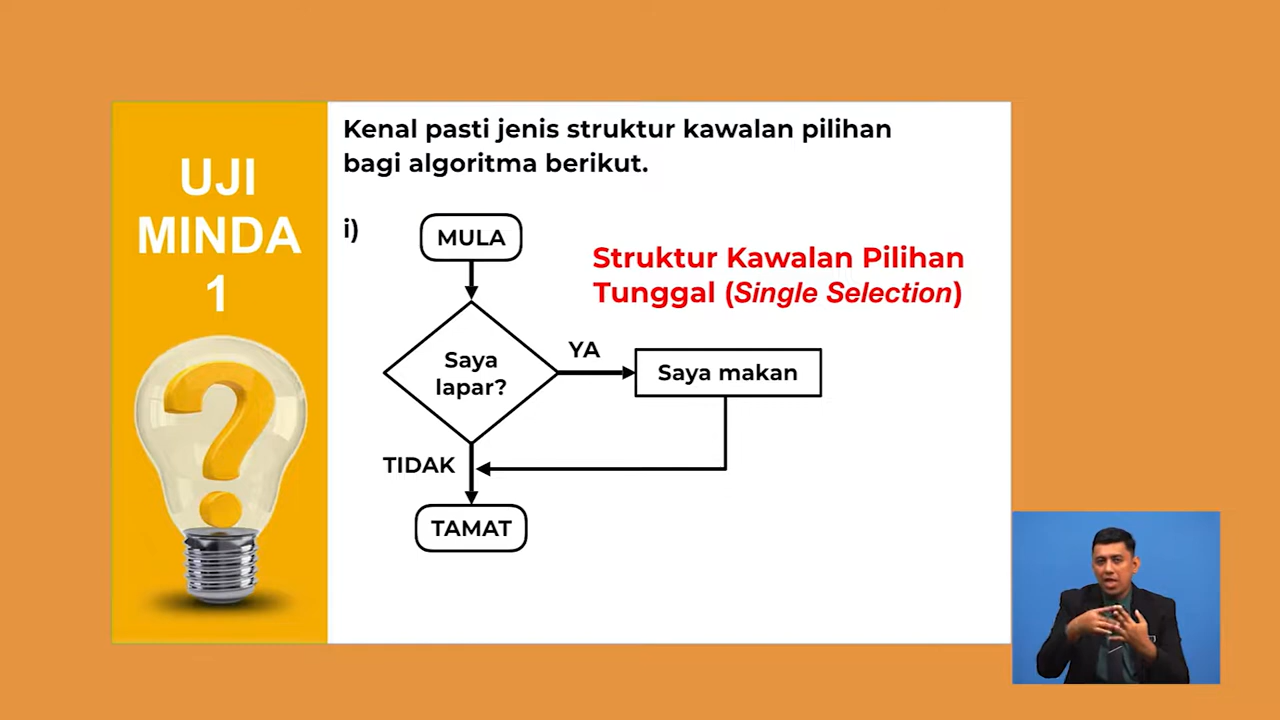 UJI
MINDA
1
Kenal pasti jenis struktur kawalan pilihan
bagi algoritma berikut.
i)
MULA
Struktur Kawalan Pilihan
Tunggal (Single Selection)
Saya
lapar?
YA
Saya makan
TIDAK
TAMAT